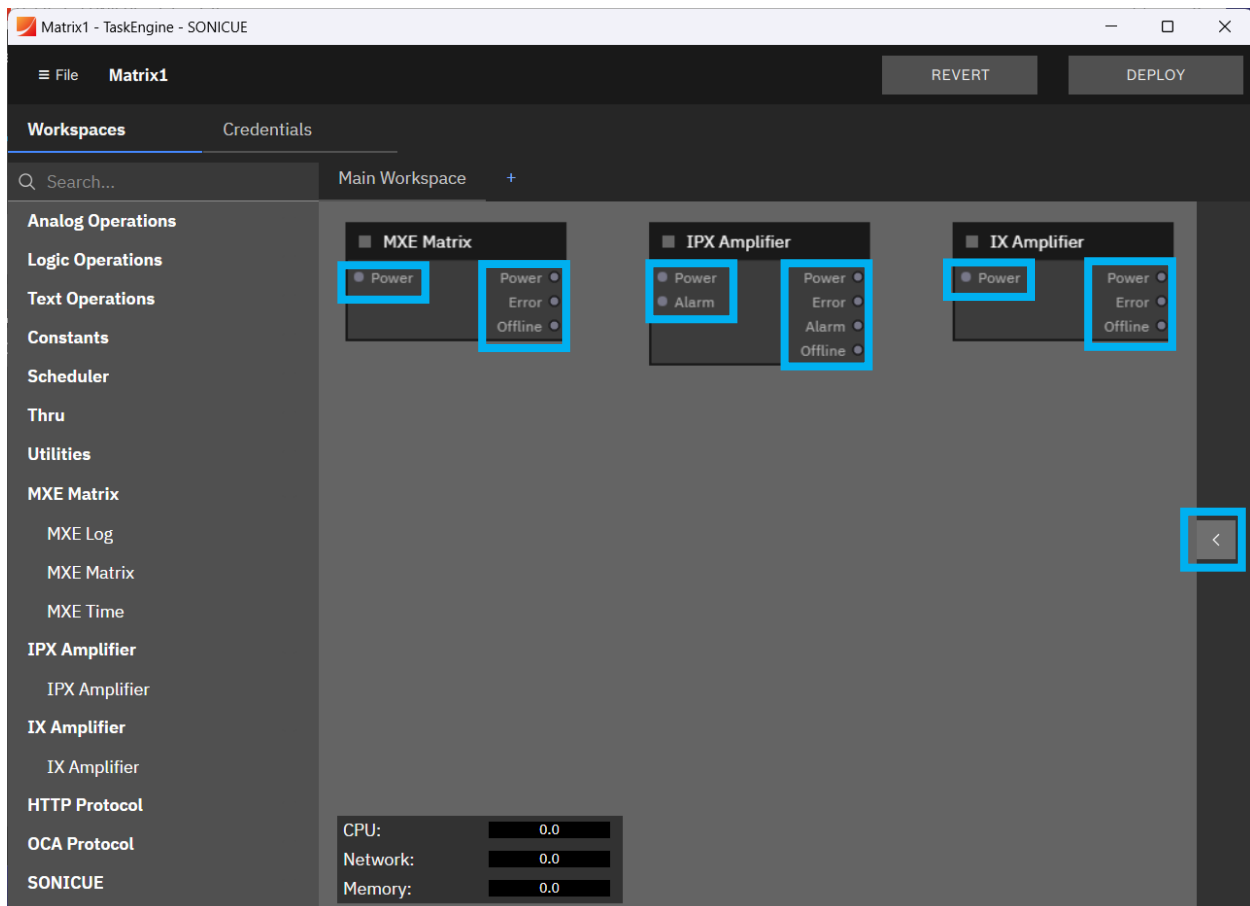 Matrix1 - TaskEngine - SONICUE
≡ File Matrix1 REVERT DEPLOY
Workspaces Credentials
Search...
Main Workspace +
Analog Operations
Logic Operations
Text Operations
Constants
Scheduler
Thru
Utilities
MXE Matrix
MXE Log
MXE Matrix
MXE Time
IPX Amplifier
IPX Amplifier
IX Amplifier
IX Amplifier
HTTP Protocol
OCA Protocol
SONICUE
MXE Matrix
Power Power
Error
Offline
IPX Amplifier
Power Power
Alarm Error
Alarm
Offline
IX Amplifier
Power Power
Error
Offline
CPU: 0.0
Network: 0.0
Memory: 0.0